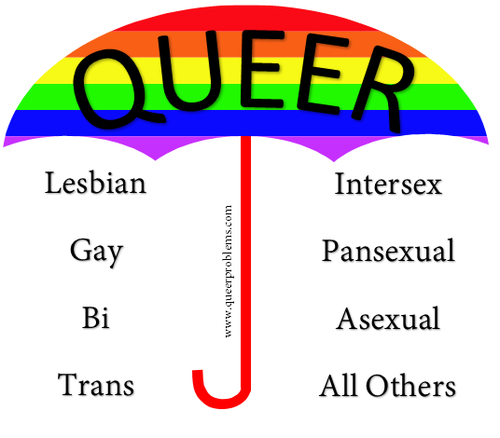 QUEER
Lesbian
Gay
Bi
Trans
www.queerproblems.com
Intersex
Pansexual
Asexual
All Others